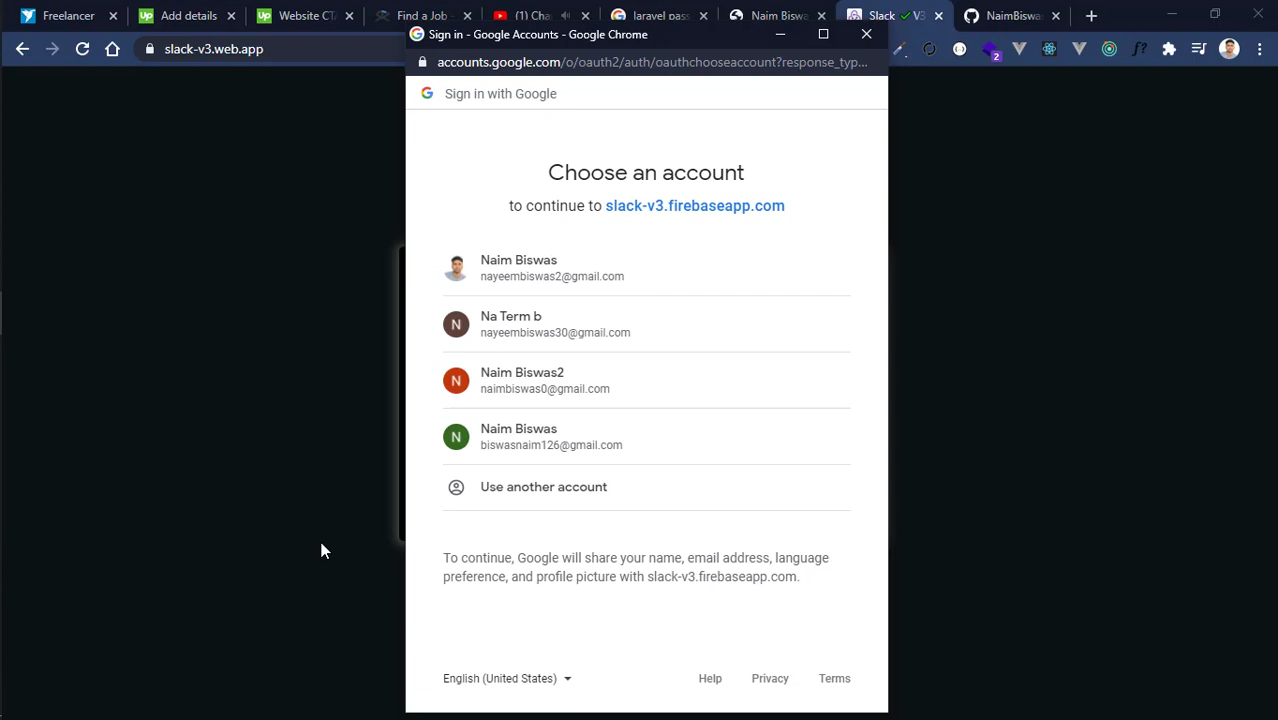 Freelancer
Add details
Website CT
Find a Job -
(1) Cha
laravel pass
Naim Biswa
Slack ✓ V3
NaimBiswa
Sign in - Google Accounts - Google Chrome
slack-v3.web.app
accounts.google.com/o/oauth2/auth/oauthchooseaccount?response_typ...
2
Sign in with Google
Choose an account
to continue to slack-v3.firebaseapp.com
Naim Biswas
nayeembiswas2@gmail.com
N
Na Term b
nayeembiswas30@gmail.com
N
Naim Biswas2
naimbiswas0@gmail.com
N
Naim Biswas
biswasnaim126@gmail.com
Use another account
To continue, Google will share your name, email address, language
preference, and profile picture with slack-v3.firebaseapp.com.
English (United States)
Help
Privacy
Terms